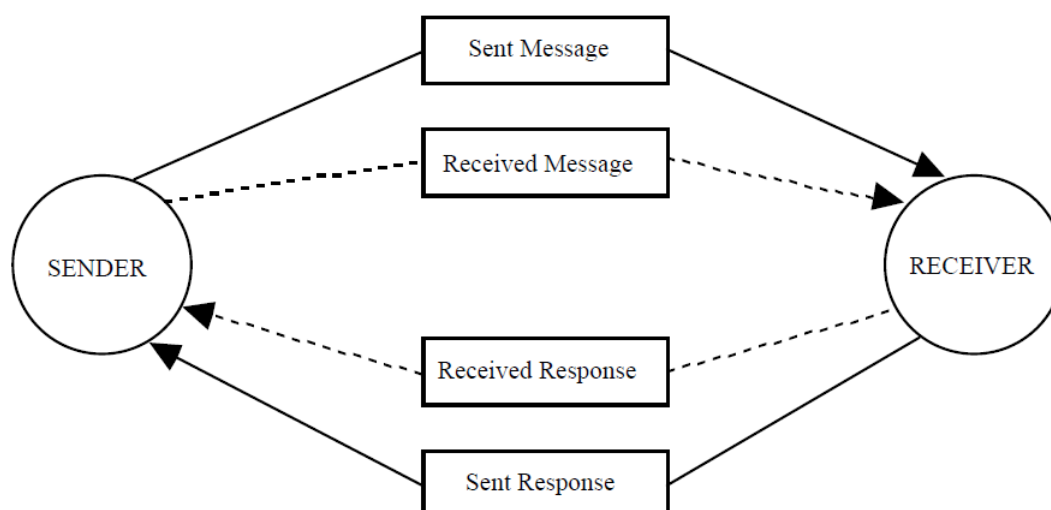 Sent Message
Received Message
SENDER
RECEIVER
Received Response
Sent Response